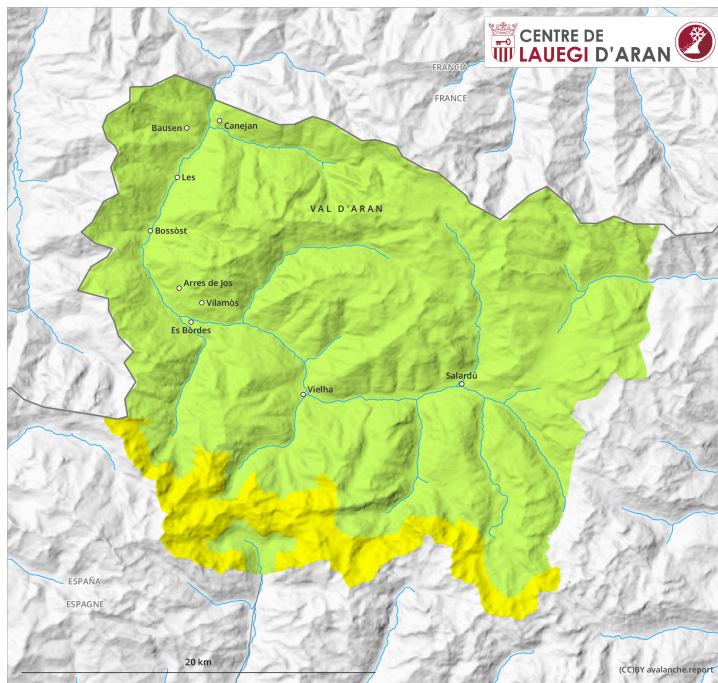 CENTRE DE
LAUEGI D'ARAN
FRANCIA
FRANCE
Bausen
Canejan
Les
VAL D'ARAN
Bossòst
Arres de Jos
Vilamòs
Es Bòrdes
Vielha
Salardú
ESPAÑA
ESPAGNE
20 km
(CC)BY avalanche.report